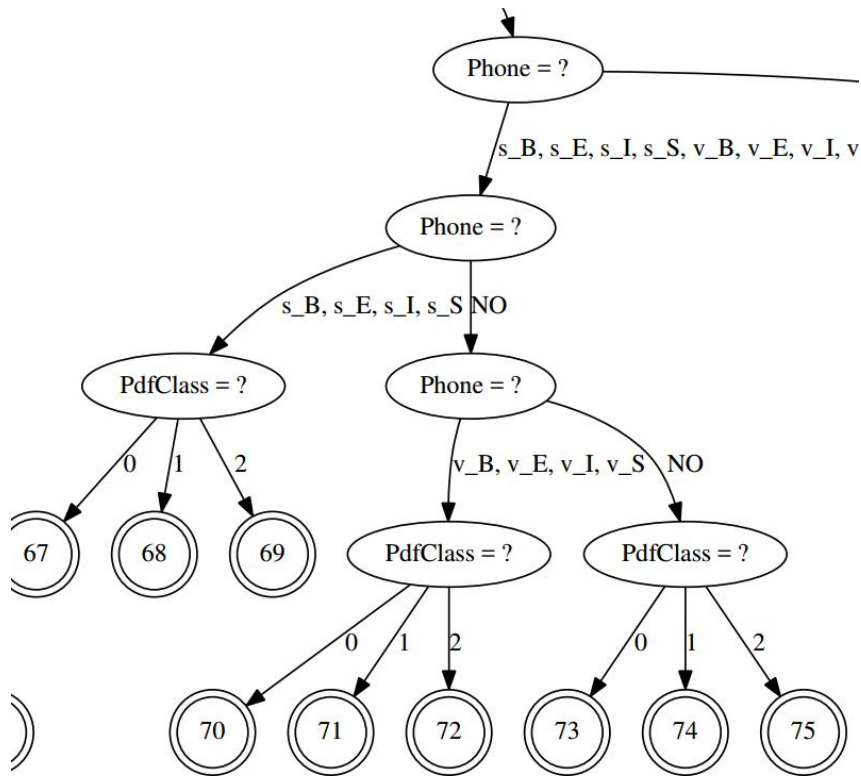 Phone = ?
s_B, s_E, s_I, s_S, v_B, v_E, v_I, v
Phone = ?
s_B, s_E, s_I, s_S NO
PdfClass = ? Phone = ?
0 1 2 v_B, v_E, v_I, v_S NO
67 68 69 PdfClass = ? PdfClass = ?
0 1 2 0 1 2
70 71 72 73 74 75